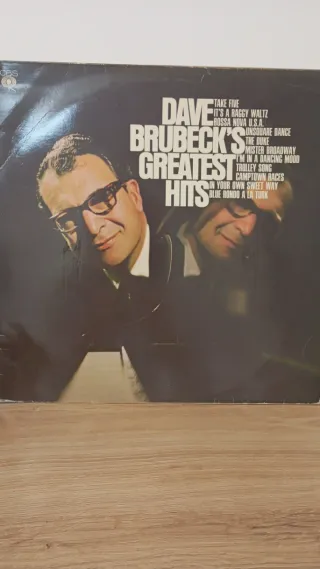 CBS
DAVE
BRUBECK'S
GREATEST
HITS
TAKE FIVE
IT'S A RAGGY WALTZ
BOSSA NOVA U.S.A.
UNSQUARE DANCE
THE DUKE
MISTER BROADWAY
I'M IN A DANCING MOOD
TROLLEY SONG
CAMPTOWN RACES
IN YOUR OWN SWEET WAY
BLUE RONDO A LA TURK